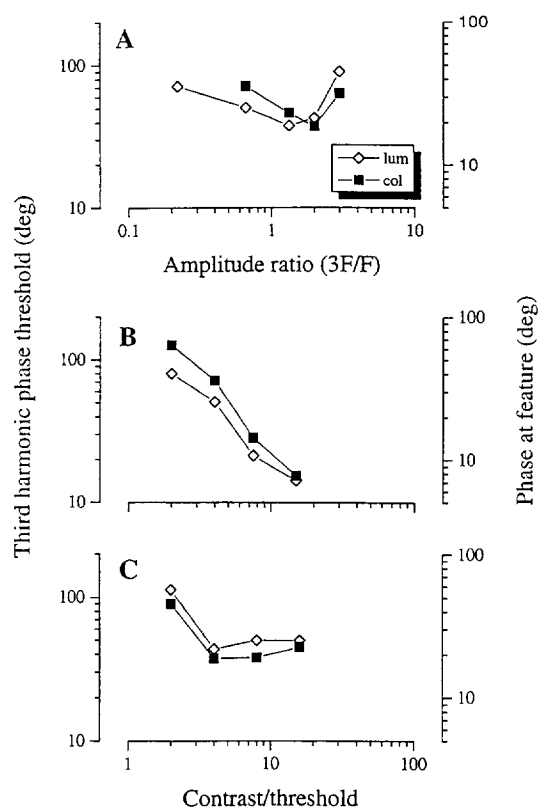 A
100
10
100
10
lum
col
0.1
1
10
Amplitude ratio (3F/F)
Third harmonic phase threshold (deg)
Phase at feature (deg)
B
100
10
100
10
C
100
10
100
10
1
10
100
Contrast/threshold